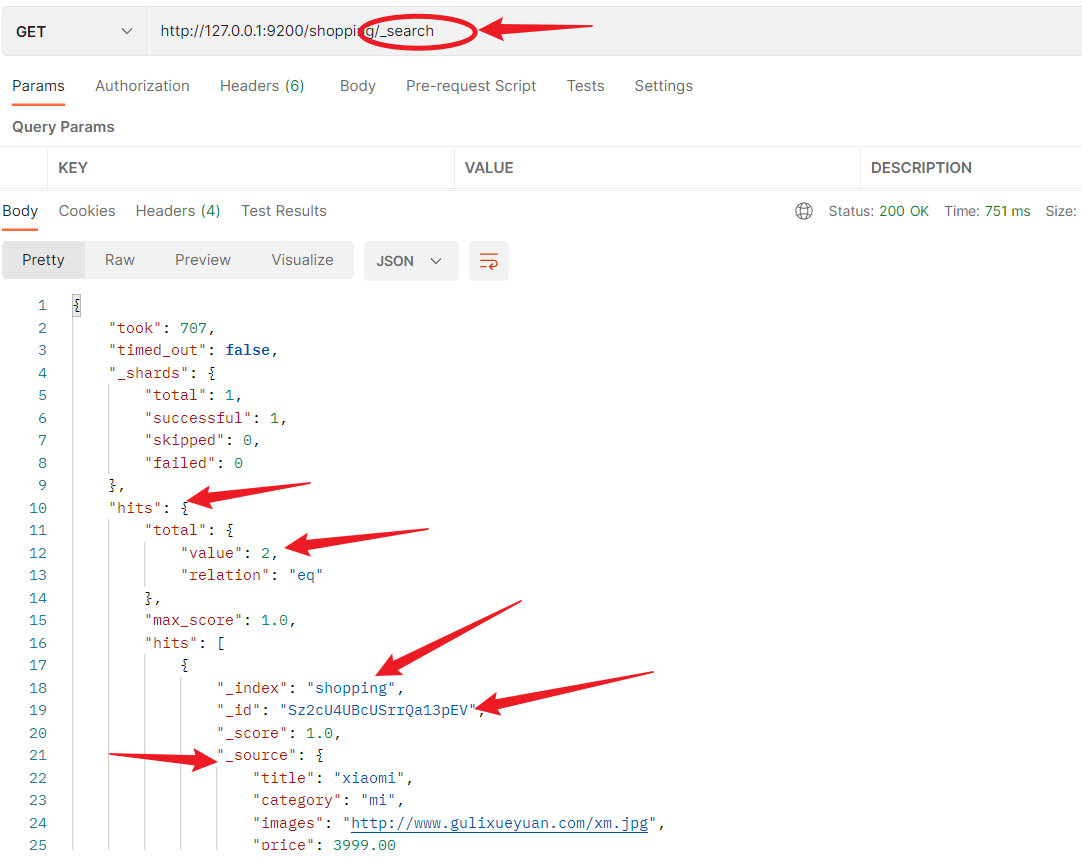 GET http://127.0.0.1:9200/shopping/_search
Params Authorization Headers (6) Body Pre-request Script Tests Settings
Query Params
KEY VALUE DESCRIPTION
Body Cookies Headers (4) Test Results Status: 200 OK Time: 751 ms Size:
Pretty Raw Preview Visualize JSON
1 {
2 "took": 707,
3 "timed_out": false,
4 "_shards": {
5 "total": 1,
6 "successful": 1,
7 "skipped": 0,
8 "failed": 0
9 },
10 "hits": {
11 "total": {
12 "value": 2,
13 "relation": "eq"
14 },
15 "max_score": 1.0,
16 "hits": [
17 {
18 "_index": "shopping",
19 "_id": "Sz2cU4UBcUSrrQa13pEV",
20 "_score": 1.0,
21 "_source": {
22 "title": "xiaomi",
23 "category": "mi",
24 "images": "http://www.gulixueyuan.com/xm.jpg",
25 "price": 3999.00